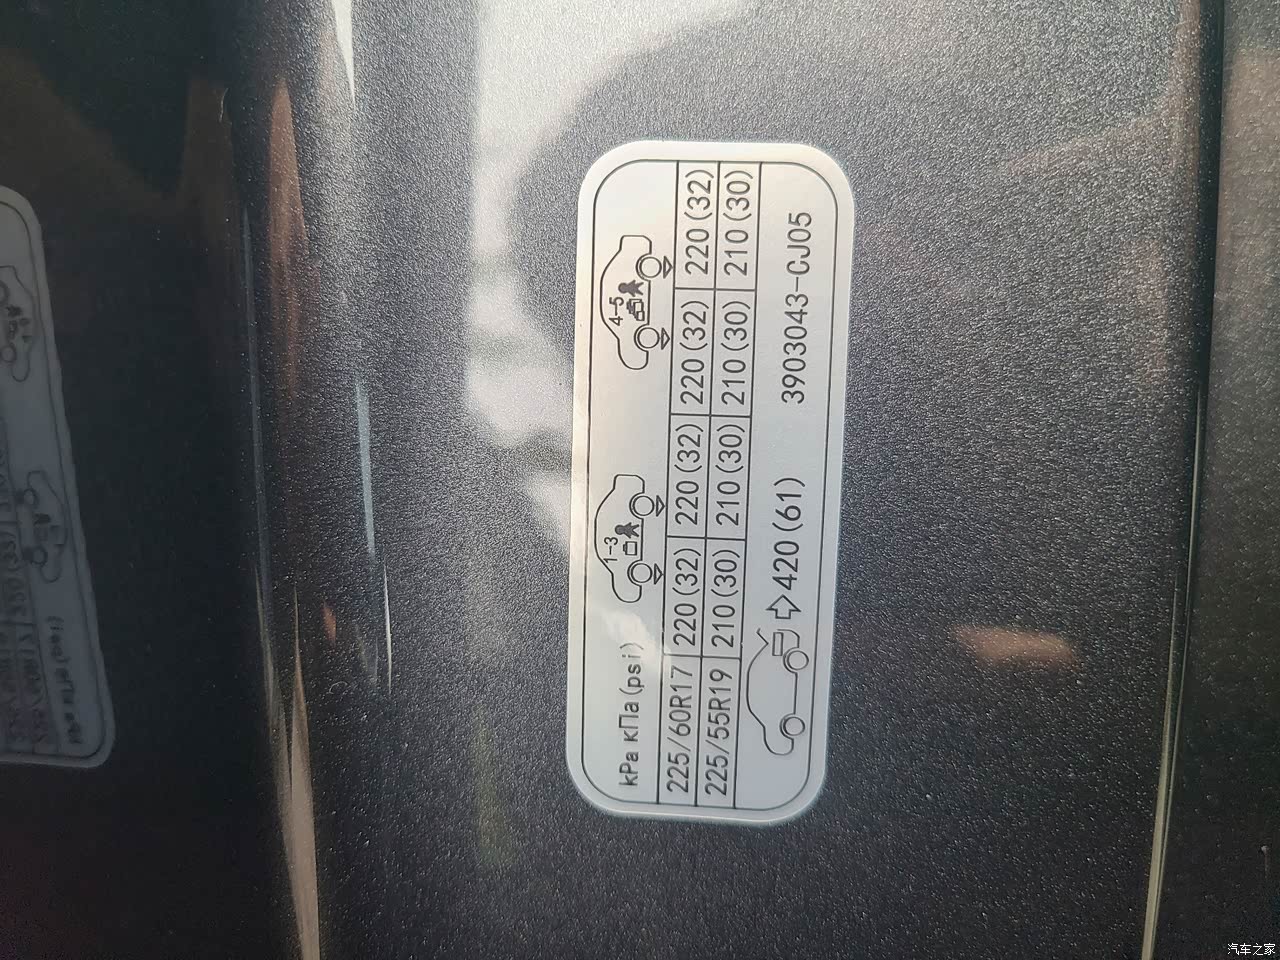 kPa кПа(psi)
1-3
4-5
225/60R17 220(32) 220(32) 220(32) 220(32)
225/55R19 210(30) 210(30) 210(30) 210(30)
420(61) 3903043-CJ05
汽车之家